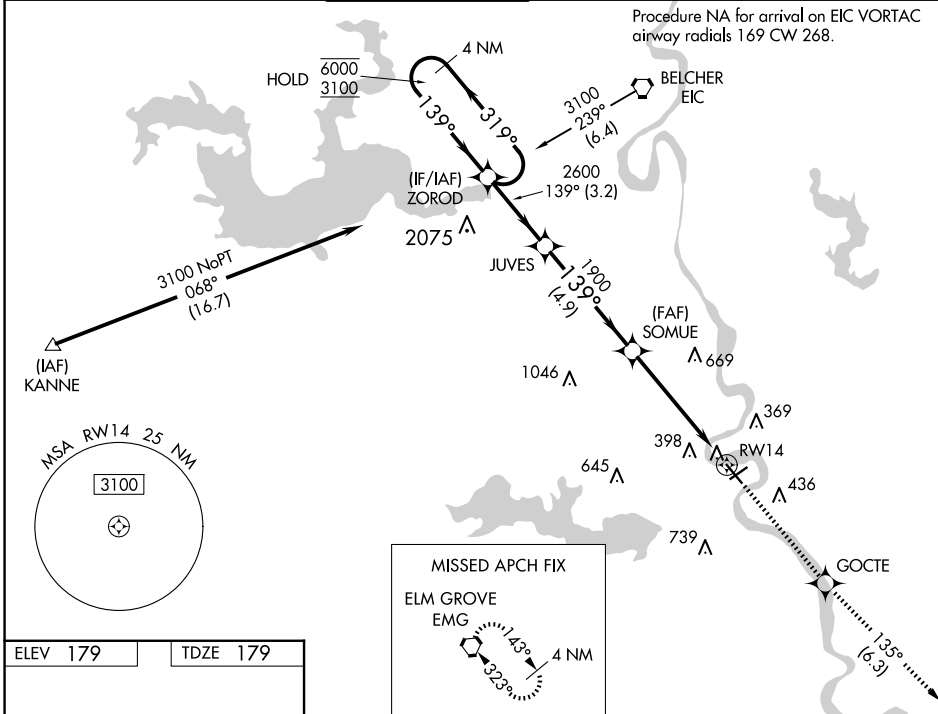 Procedure NA for arrival on EIC VORTAC
airway radials 169 CW 268.
HOLD
6000
3100
4 NM
139°
319°
BELCHER
EIC
3100
239°
(6.4)
(IF/IAF)
ZOROD
2600
139° (3.2)
2075
JUVES
1900
139°
(4.9)
3100 NoPT
068°
(16.7)
(IAF)
KANNE
(FAF)
SOMUE
669
1046
369
398
RW14
645
436
739
GOCTE
135°
(6.3)
MSA RW14 25 NM
3100
MISSED APCH FIX
ELM GROVE
EMG
143°
4 NM
323°
ELEV 179
TDZE 179